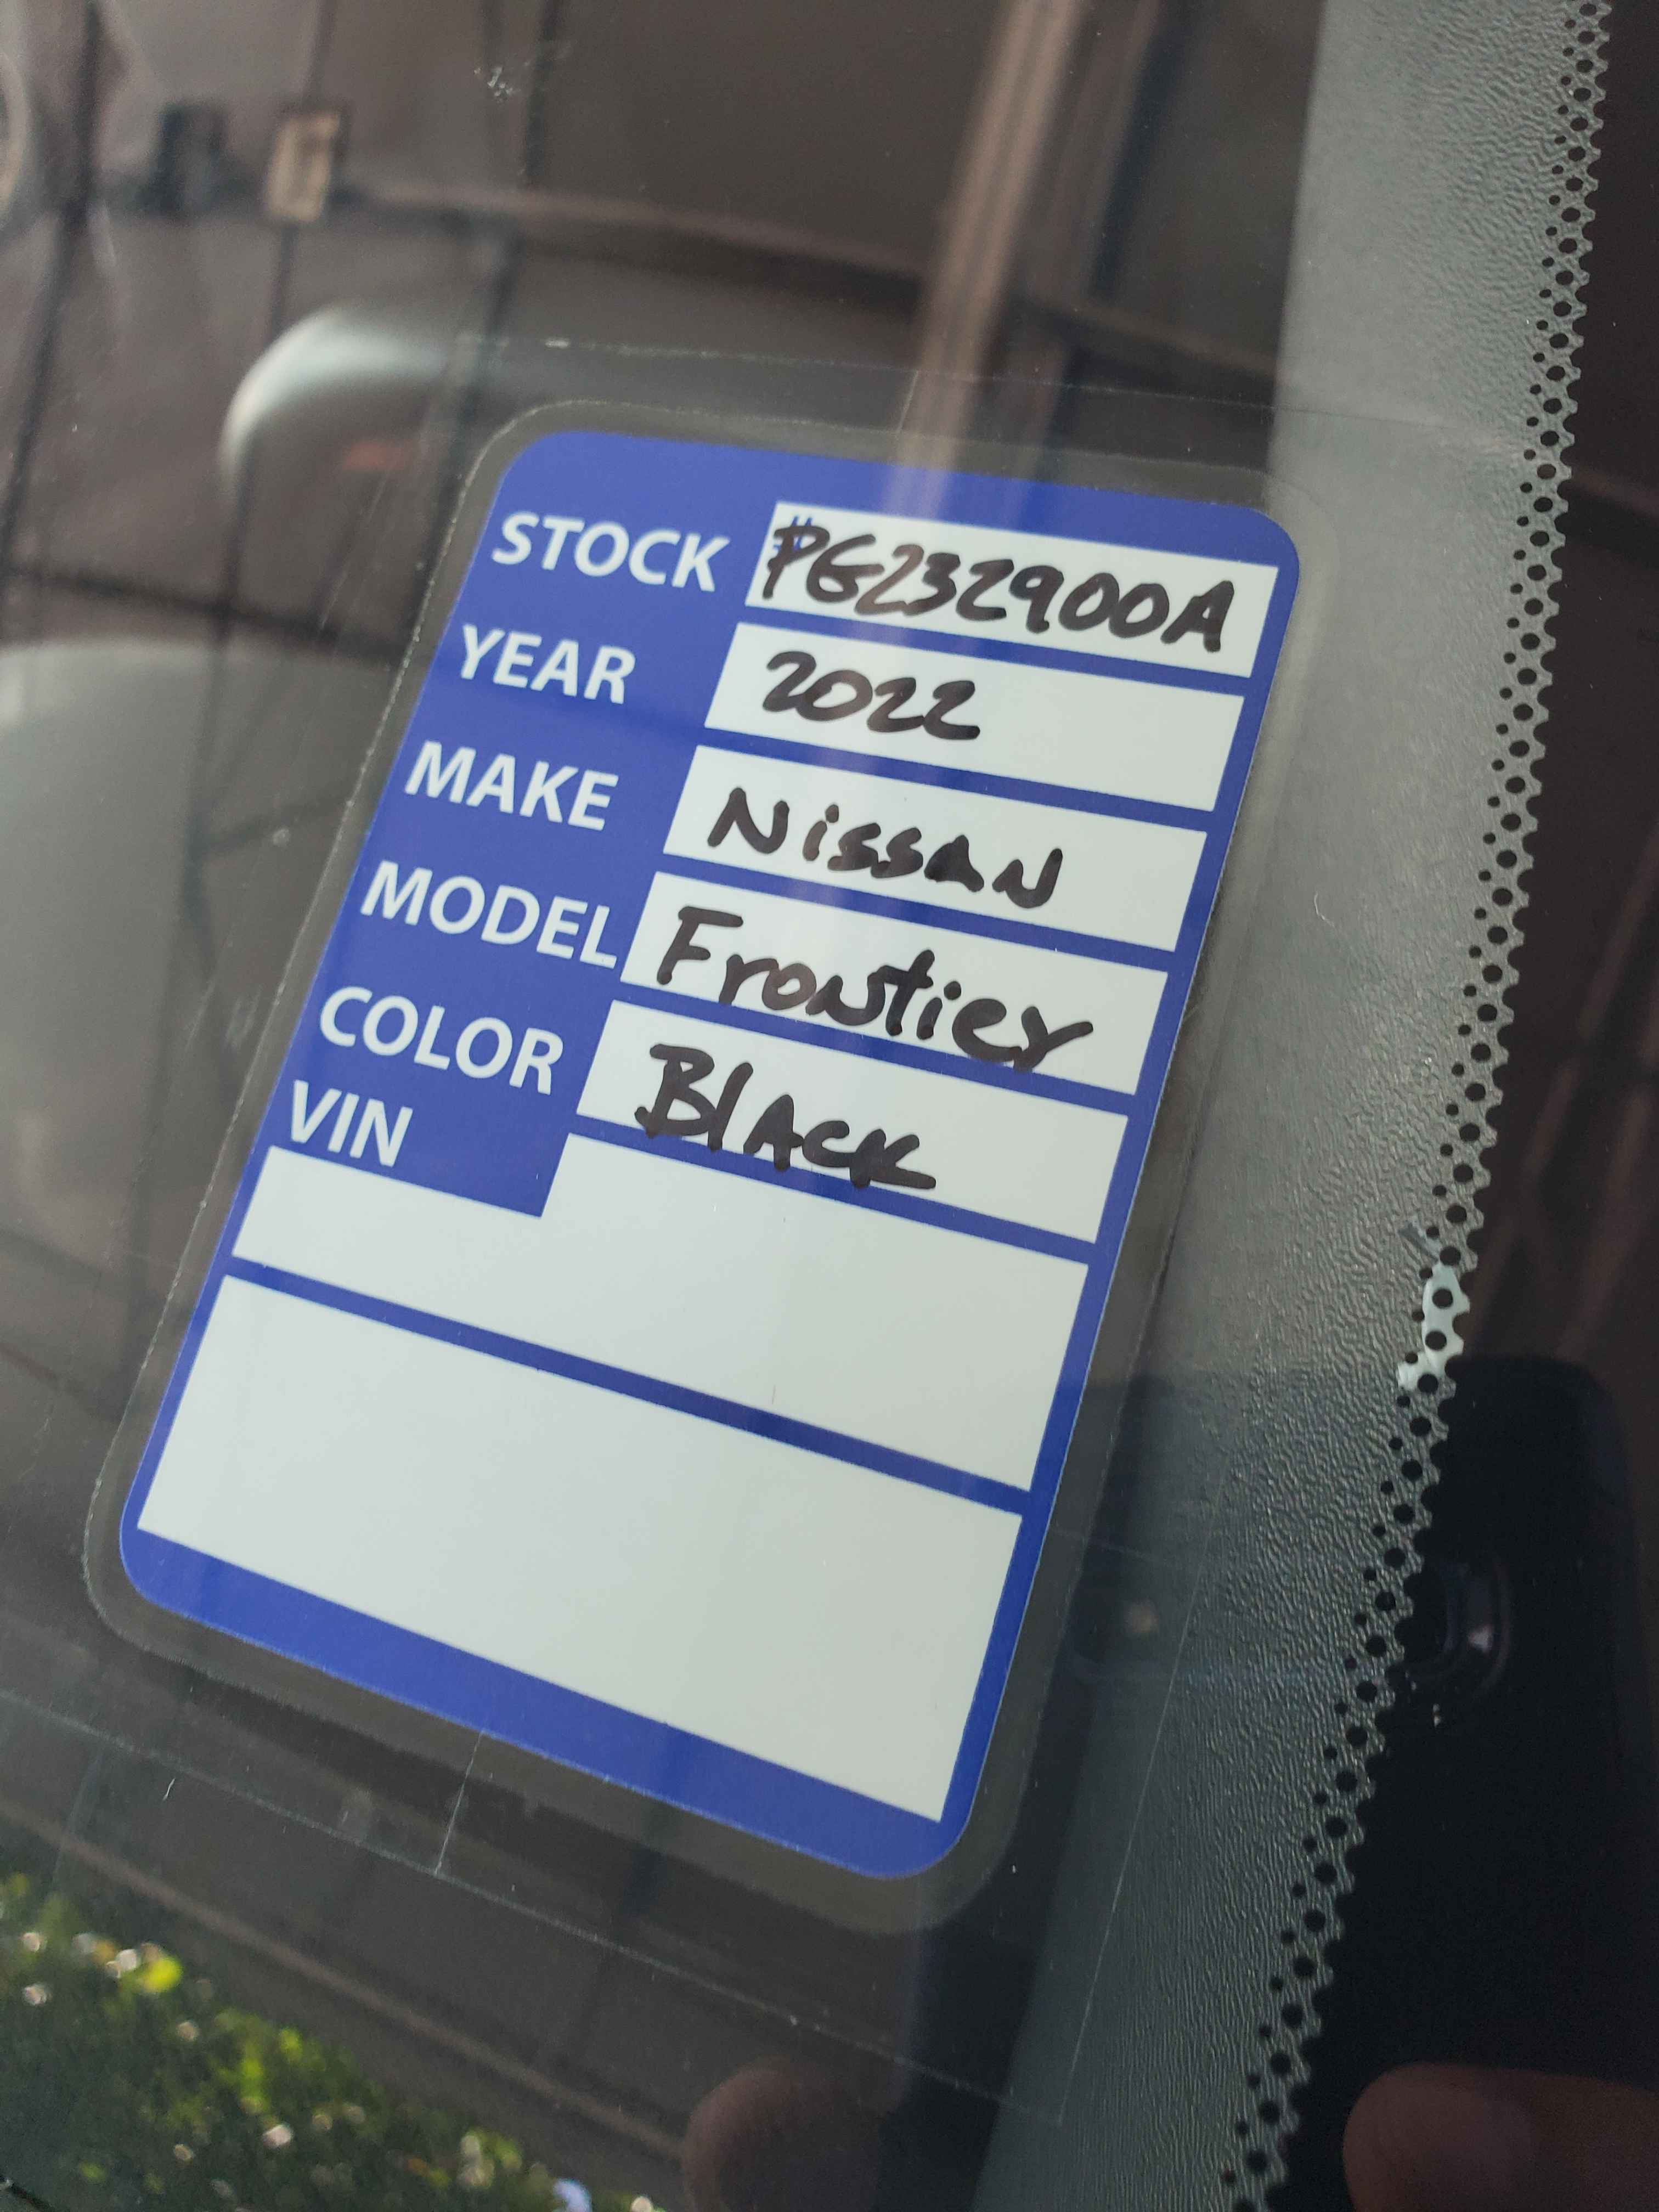 STOCK #PG232900A
YEAR 2022
MAKE Nissan
MODEL Frontier
COLOR Black
VIN